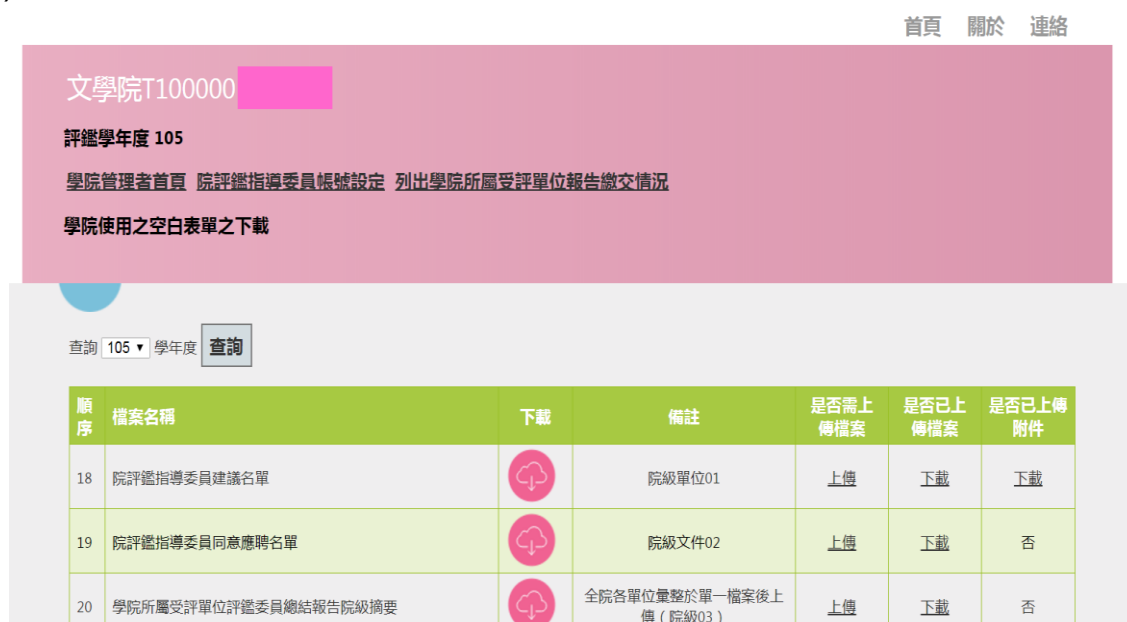 首頁 關於 連絡
文學院T100000
評鑑學年度 105
學院管理者首頁 院評鑑指導委員帳號設定 列出學院所屬受評單位報告繳交情況
學院使用之空白表單之下載
查詢 105 學年度 查詢
順序 檔案名稱 下載 備註 是否需上傳檔案 是否已上傳檔案 是否已上傳附件
18 院評鑑指導委員建議名單 院級單位01 上傳 下載 下載
19 院評鑑指導委員同意應聘名單 院級文件02 上傳 下載 否
20 學院所屬受評單位評鑑委員總結報告院級摘要 全院各單位彙整於單一檔案後上傳（院級03） 上傳 下載 否